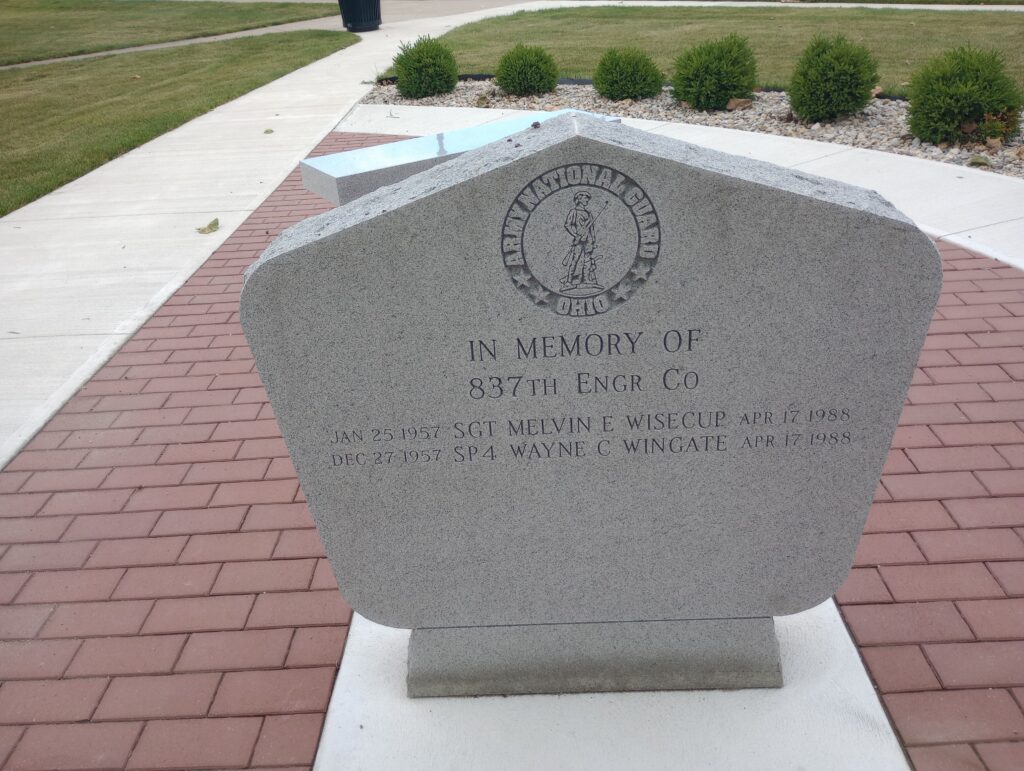 ARMY NATIONAL GUARD
OHIO
IN MEMORY OF
837TH ENGR CO
JAN 25 1957 SGT MELVIN E WISECUP APR 17 1988
DEC 27 1957 SP4 WAYNE C WINGATE APR 17 1988